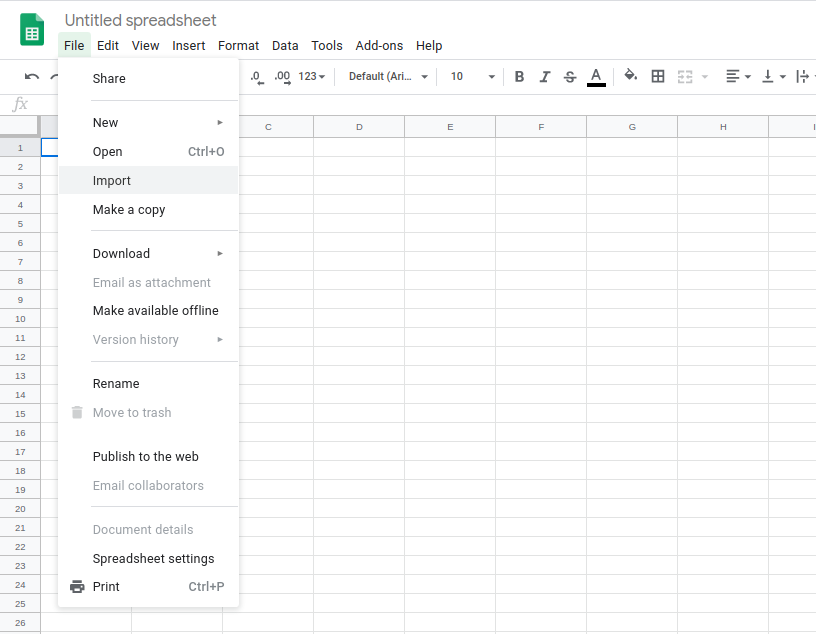 Untitled spreadsheet
File Edit View Insert Format Data Tools Add-ons Help
.0 .00 123 Default (Ari... 10 B I S A
fx
C D E F G H I
Share
New
Open Ctrl+O
Import
Make a copy
Download
Email as attachment
Make available offline
Version history
Rename
Move to trash
Publish to the web
Email collaborators
Document details
Spreadsheet settings
Print Ctrl+P
1
2
3
4
5
6
7
8
9
10
11
12
13
14
15
16
17
18
19
20
21
22
23
24
25
26